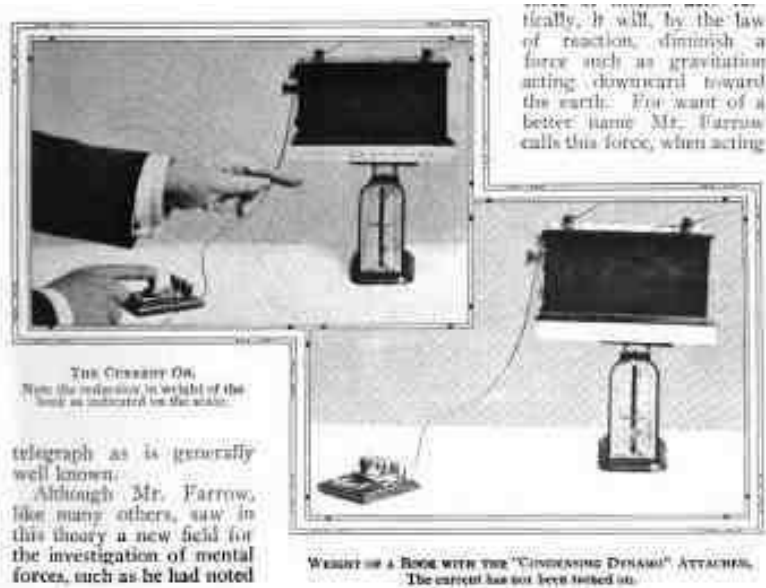 tically, it will, by the law
of reaction, diminish a
force such as gravitation
acting downward toward
the earth. For want of a
better name Mr. Farrow
calls this force, when acting
THE CURRENT ON.
Note the reduction in weight of the
book as indicated on the scale.
telegraph as is generally
well known.
Although Mr. Farrow,
like many others, saw in
this theory a new field for
the investigation of mental
forces, such as he had noted
WEIGHT OF A BOOK WITH THE "CONDENSING DYNAMO" ATTACHED.
The current has not been turned on.